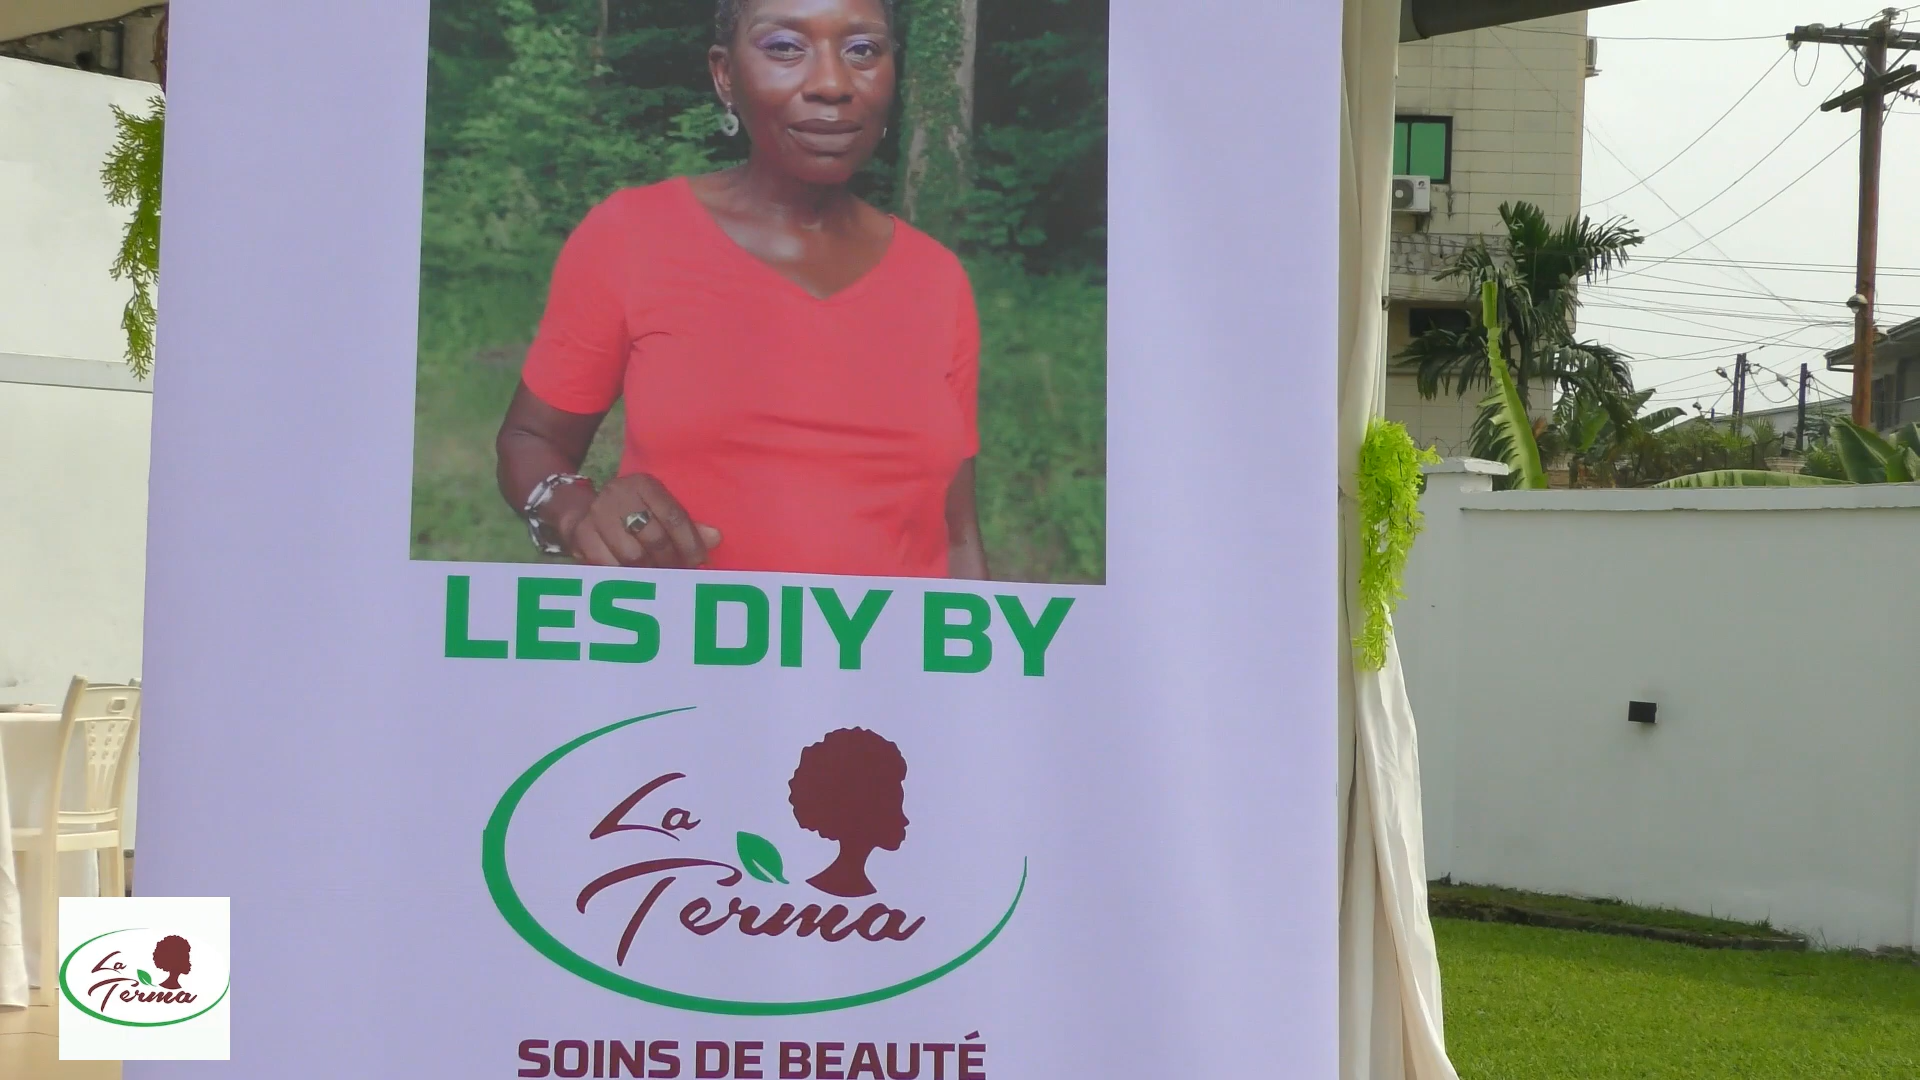 LES DIY BY
La
Terma
SOINS DE BEAUTÉ
La
Terma